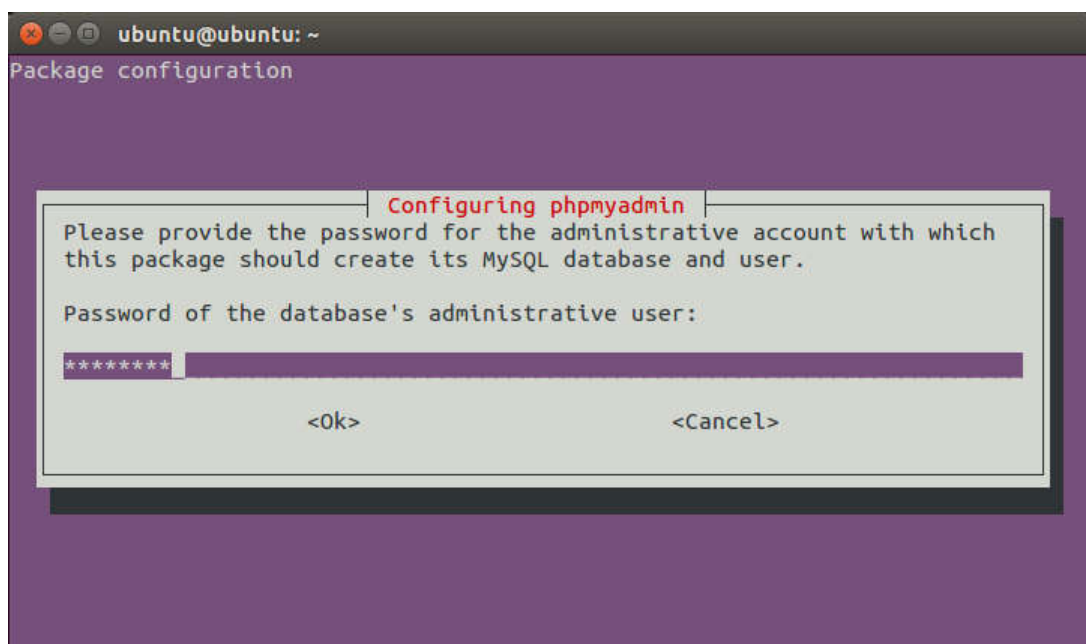 ubuntu@ubuntu: ~
Package configuration
Configuring phpmyadmin
Please provide the password for the administrative account with which
this package should create its MySQL database and user.
Password of the database's administrative user:
********_
<Ok> <Cancel>